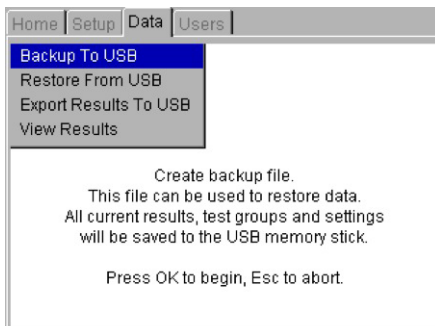 Home Setup Data Users
Backup To USB
Restore From USB
Export Results To USB
View Results
Create backup file.
This file can be used to restore data.
All current results, test groups and settings
will be saved to the USB memory stick.
Press OK to begin, Esc to abort.